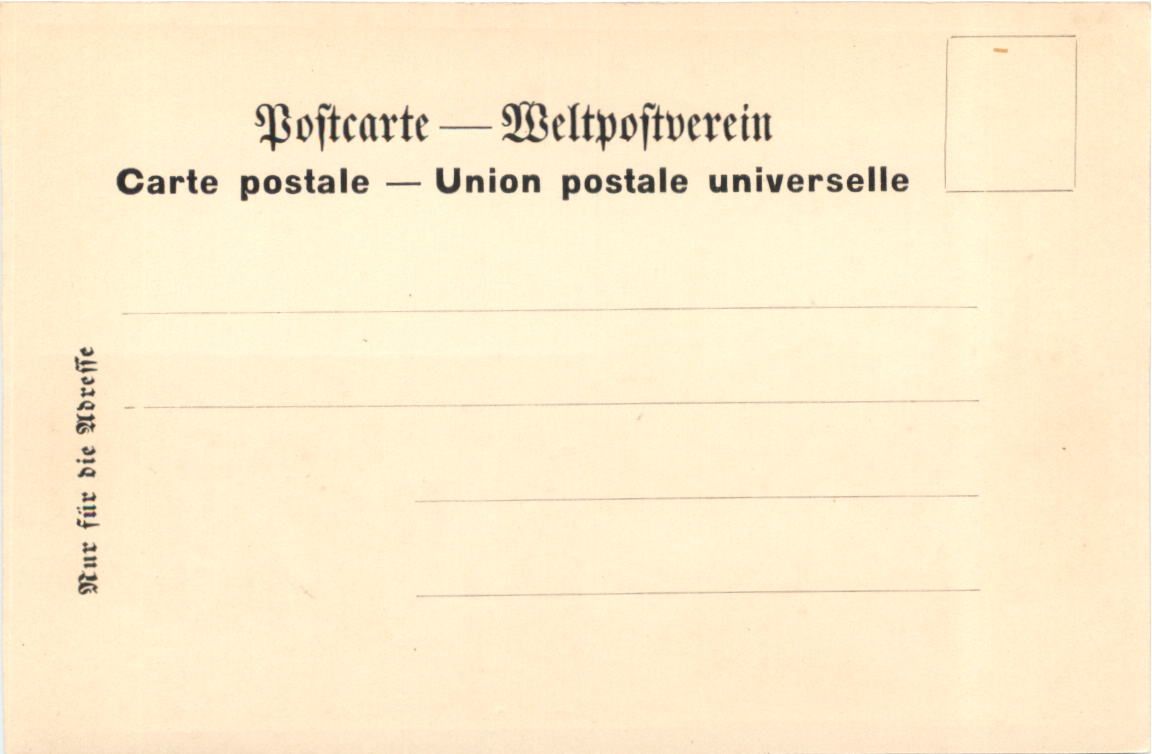 Postcarte — Weltpostverein
Carte postale — Union postale universelle
Nur für die Adresse